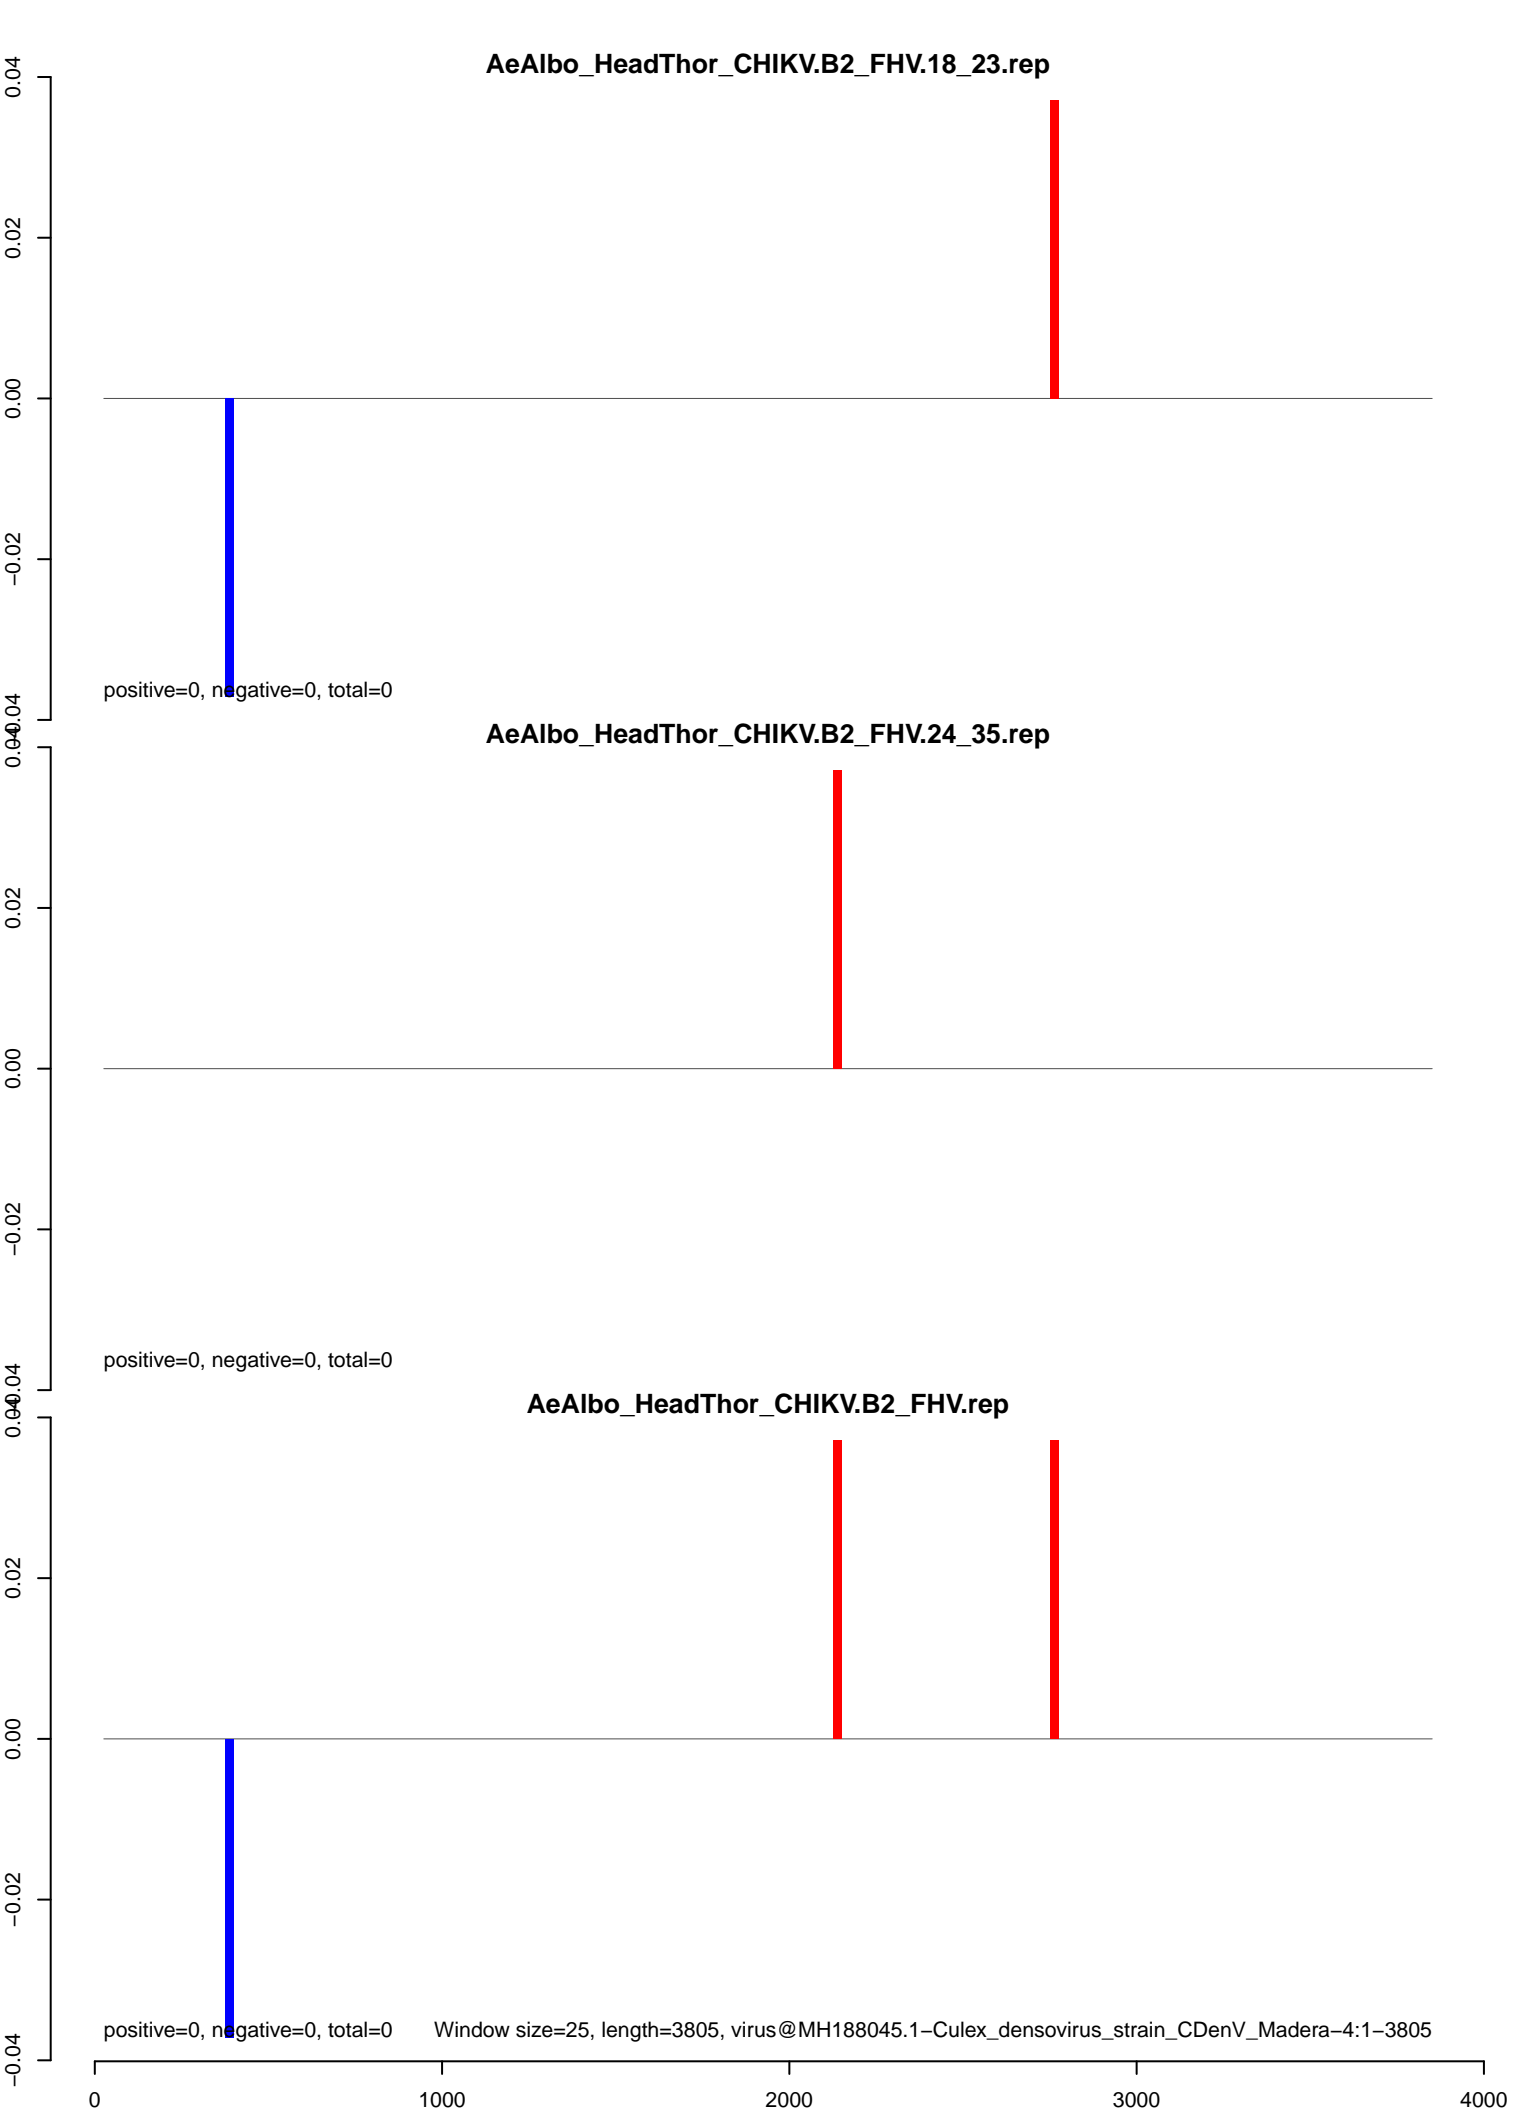 AeAlbo_HeadThor_CHIKV.B2_FHV.18_23.rep
0.04
0.02
0.00
−0.02
−0.04
positive=0, negative=0, total=0
AeAlbo_HeadThor_CHIKV.B2_FHV.24_35.rep
0.04
0.02
0.00
−0.02
−0.04
positive=0, negative=0, total=0
AeAlbo_HeadThor_CHIKV.B2_FHV.rep
0.04
0.02
0.00
−0.02
−0.04
positive=0, negative=0, total=0
Window size=25, length=3805, virus@MH188045.1−Culex_densovirus_strain_CDenV_Madera−4:1−3805
0 1000 2000 3000 4000